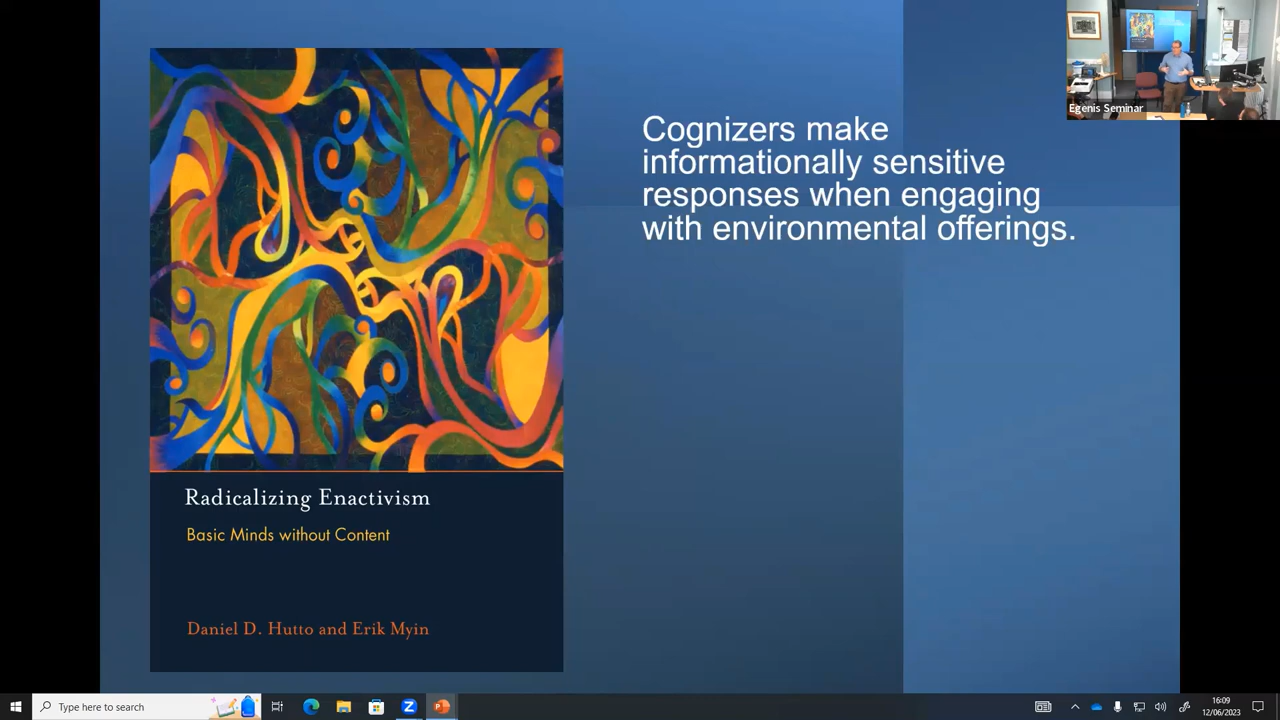 Cognizers make
informationally sensitive
responses when engaging
with environmental offerings.
Radicalizing Enactivism
Basic Minds without Content
Daniel D. Hutto and Erik Myin
Egenis Seminar
Type here to search
16:09
12/06/2023